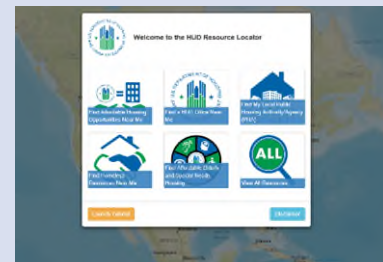 Welcome to the HUD Resource Locator
Find Affordable Housing
Opportunities Near Me
Find a HUD Office Near
Me
Find My Local Public
Housing Authority/Agency
(PHA)
Find Homeless
Resources Near Me
Find Affordable Elderly
and Special Needs
Housing
ALL
View All Resources
Launch Tutorial
Disclaimer